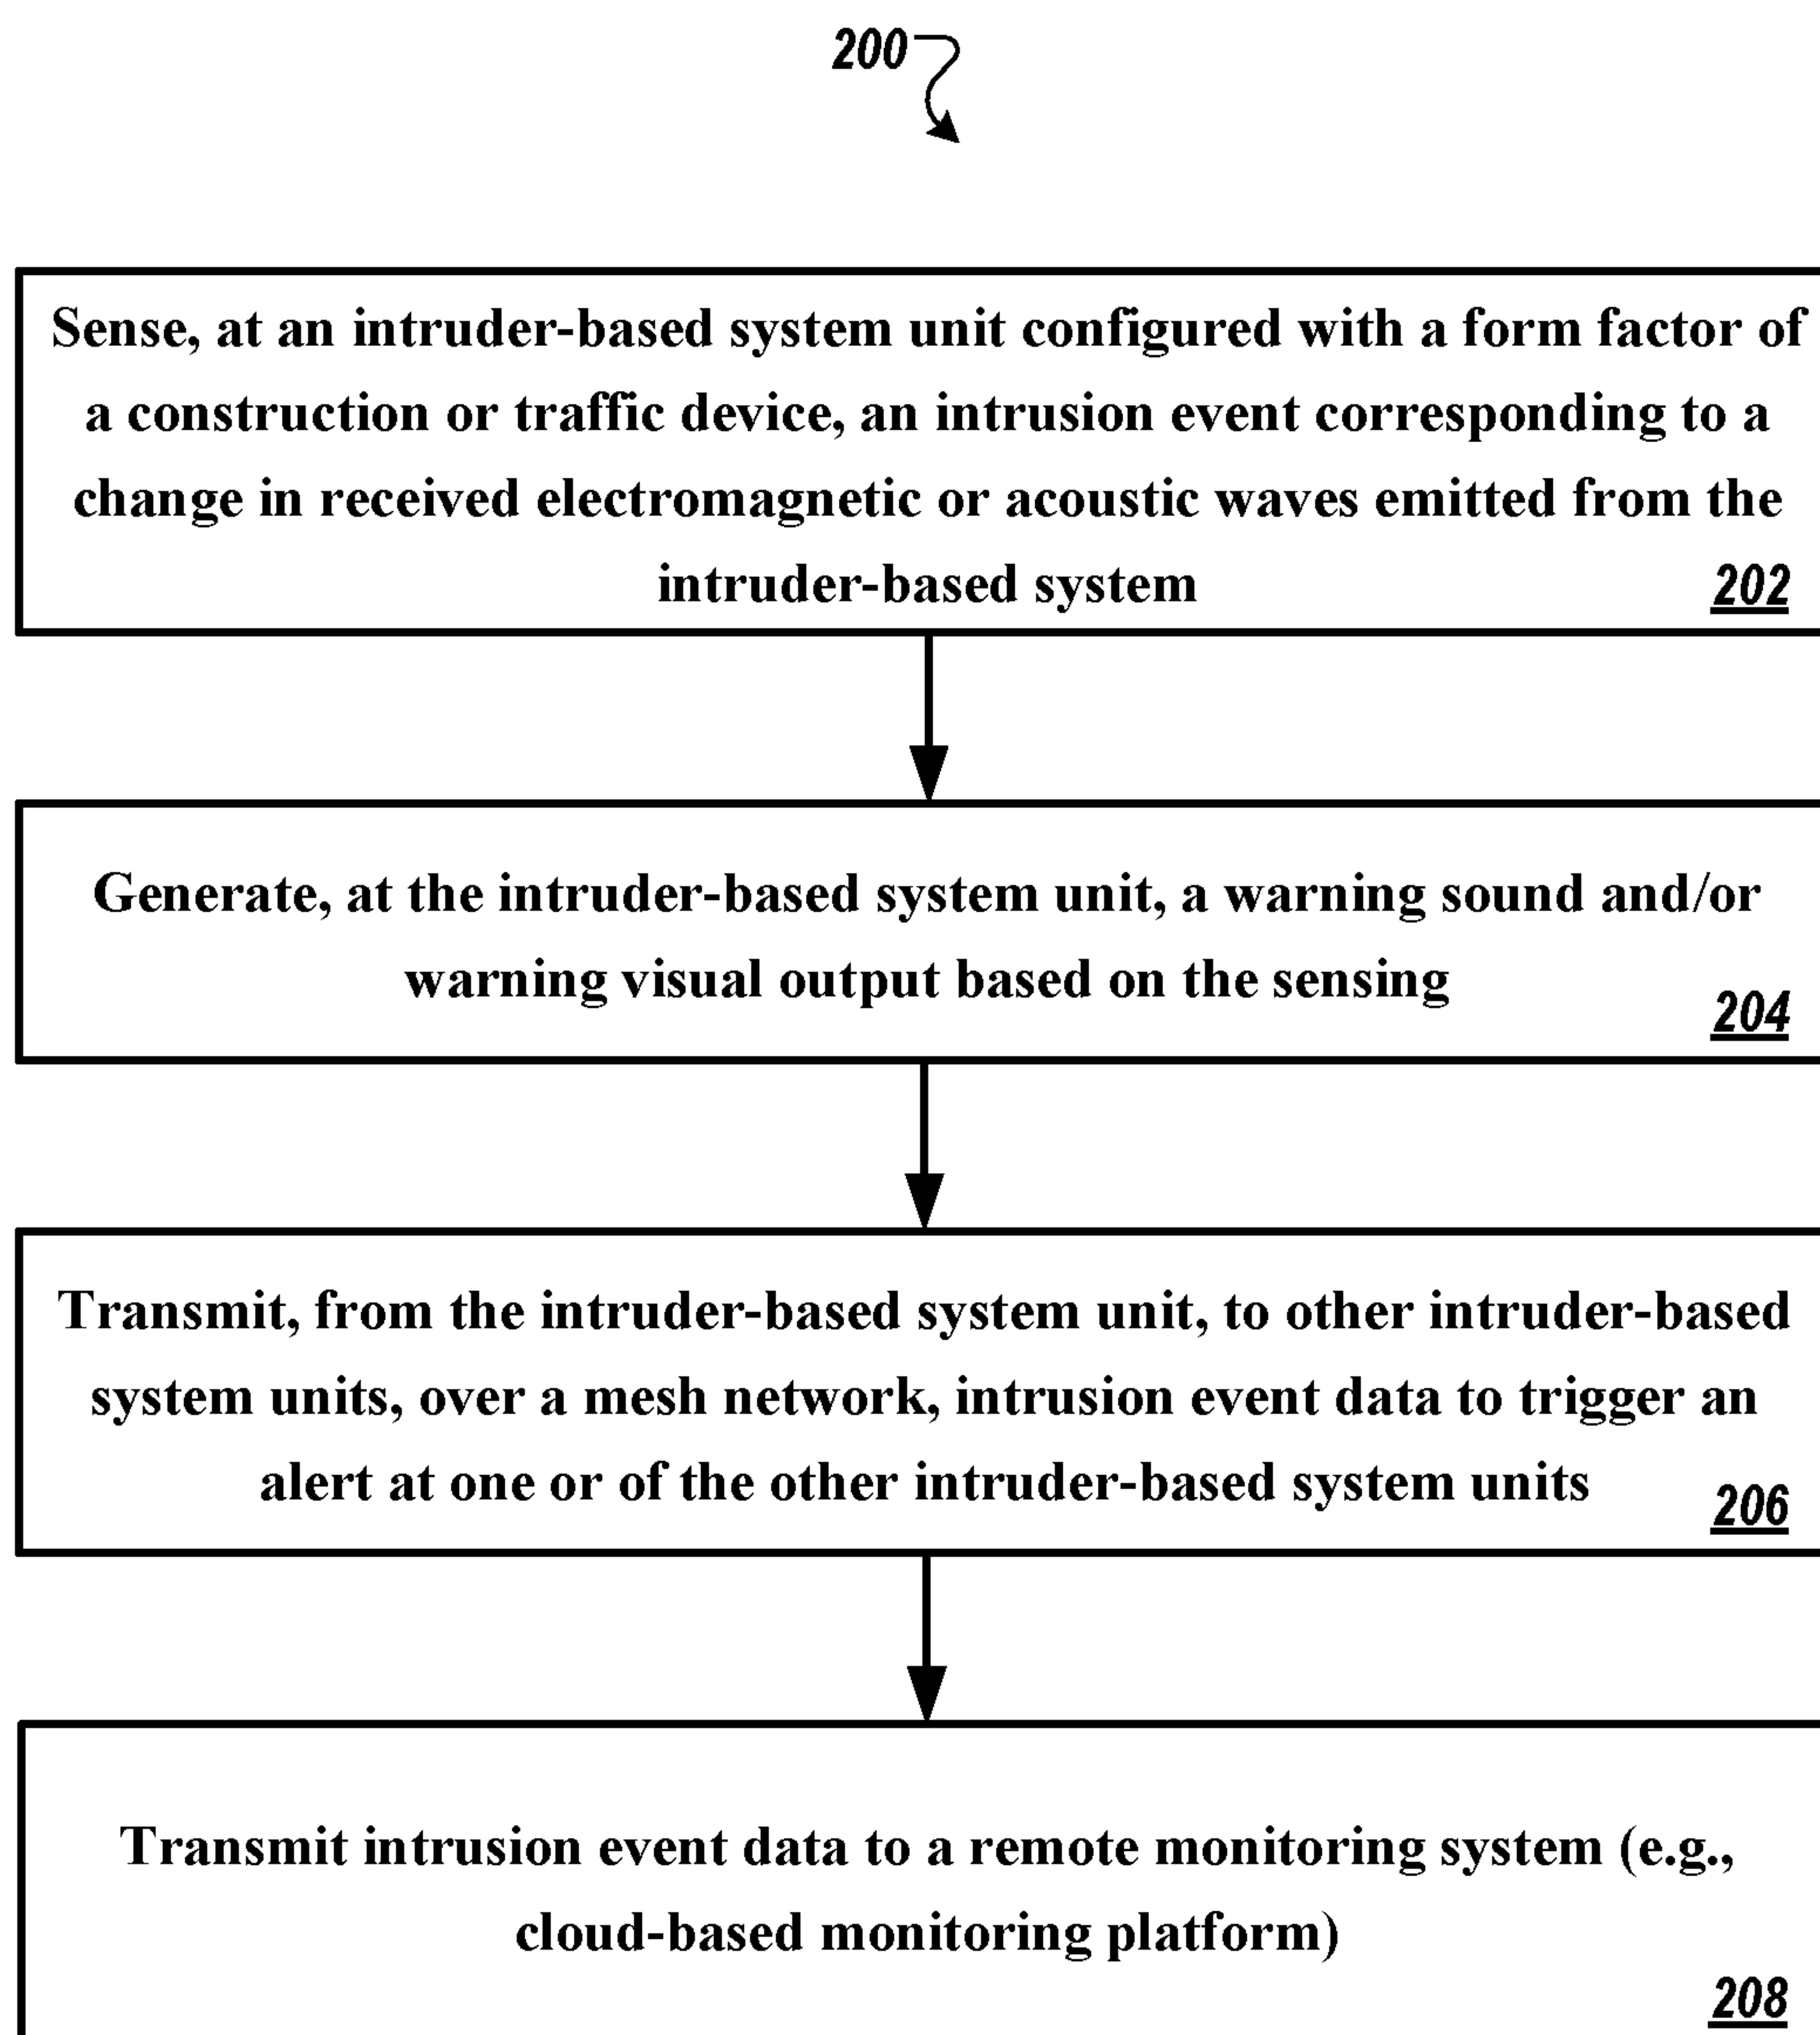 200
Sense, at an intruder-based system unit configured with a form factor of
a construction or traffic device, an intrusion event corresponding to a
change in received electromagnetic or acoustic waves emitted from the
intruder-based system
202
Generate, at the intruder-based system unit, a warning sound and/or
warning visual output based on the sensing
204
Transmit, from the intruder-based system unit, to other intruder-based
system units, over a mesh network, intrusion event data to trigger an
alert at one or of the other intruder-based system units
206
Transmit intrusion event data to a remote monitoring system (e.g.,
cloud-based monitoring platform)
208